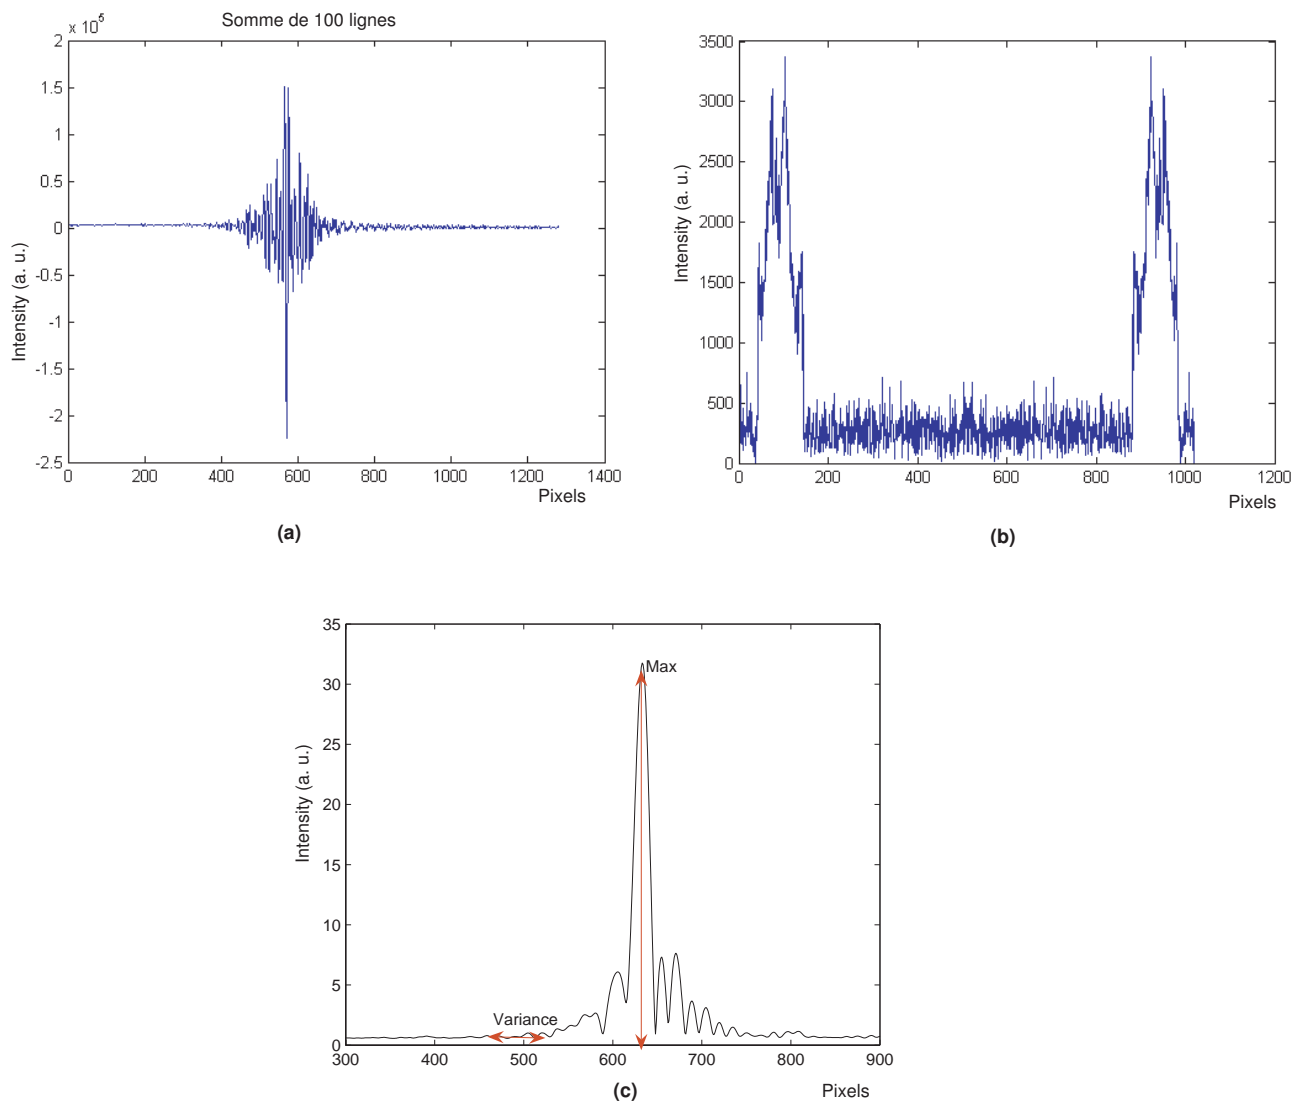 Somme de 100 lignes
x 10⁵
2
1.5
1
0.5
0
-0.5
-1
-1.5
-2
-2.5
Intensity (a. u.)
0 200 400 600 800 1000 1200 1400
Pixels
(a)
3500
3000
2500
2000
1500
1000
500
0
Intensity (a. u.)
0 200 400 600 800 1000 1200
Pixels
(b)
35
30
25
20
15
10
5
0
Intensity (a. u.)
Max
Variance
300 400 500 600 700 800 900
Pixels
(c)